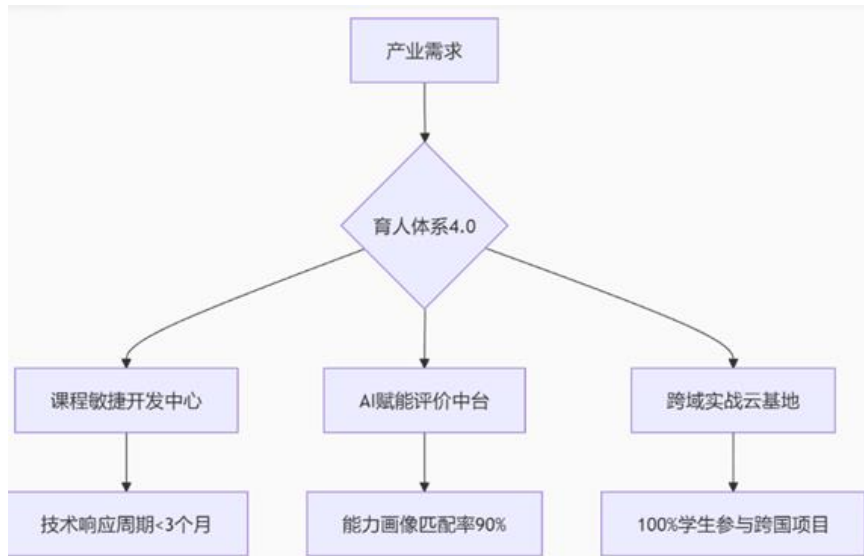 产业需求
育人体系4.0
课程敏捷开发中心
AI赋能评价中台
跨域实战云基地
技术响应周期<3个月
能力画像匹配率90%
100%学生参与跨国项目